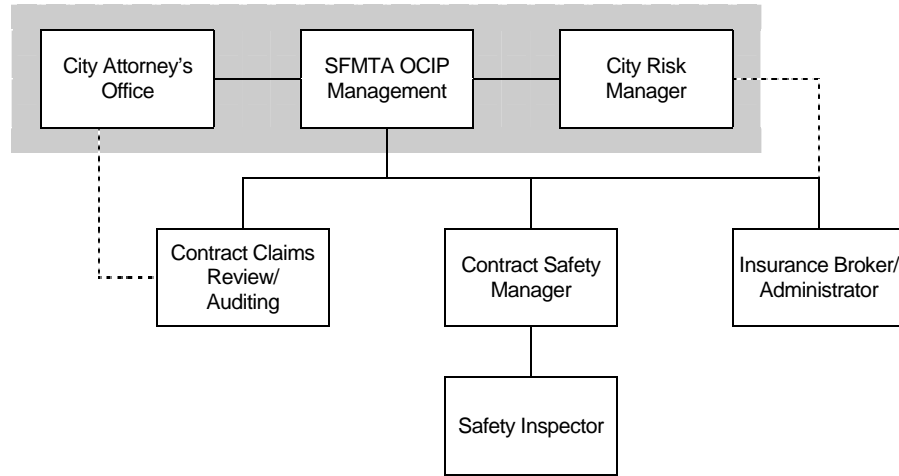 City Attorney’s
Office
SFMTA OCIP
Management
City Risk
Manager
Contract Claims
Review/
Auditing
Contract Safety
Manager
Insurance Broker/
Administrator
Safety Inspector